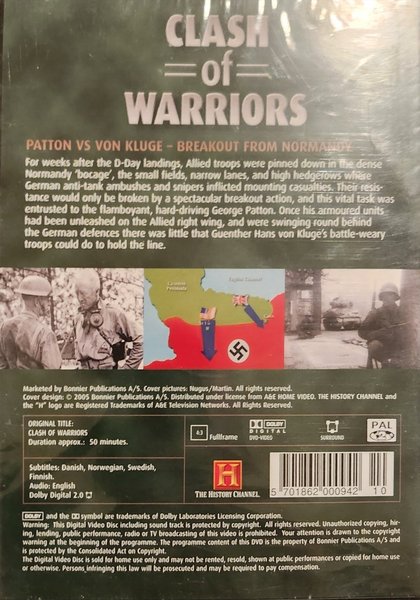 CLASH
of
WARRIORS
PATTON VS VON KLUGE – BREAKOUT FROM NORMANDY
For weeks after the D-Day landings, Allied troops were pinned down in the dense
Normandy 'bocage', the small fields, narrow lanes, and high hedgerows where
German anti-tank ambushes and snipers inflicted mounting casualties. Their resis-
tance would only be broken by a spectacular breakout action, and this vital task was
entrusted to the flamboyant, hard-driving George Patton. Once his armoured units
had been unleashed on the Allied right wing, and were swinging round behind
the German defences there was little that Guenther Hans von Kluge's battle-weary
troops could do to hold the line.
Cotentin
Peninsula
English Channel
Marketed by Bonnier Publications A/S. Cover pictures: Nugus/Martin. All rights reserved.
Cover design: © 2005 Bonnier Publications A/S. Distributed under license from A&E HOME VIDEO. THE HISTORY CHANNEL and
the "H" logo are Registered Trademarks of A&E Television Networks. All Rights Reserved.
ORIGINAL TITLE:
CLASH OF WARRIORS
Duration approx.: 50 minutes.
4:3
Fullframe
DOLBY
DIGITAL
DVD-VIDEO
SURROUND
PAL
Subtitles: Danish, Norwegian, Swedish,
Finnish.
Audio: English
Dolby Digital 2.0
H
THE HISTORY CHANNEL
5 701862 000942 10
DOLBY and the symbol are trademarks of Dolby Laboratories Licensing Corporation.
Warning: This Digital Video Disc including sound track is protected by copyright. All rights reserved. Unauthorized copying, hir-
ing, lending, public performance, radio or TV broadcasting of this video is prohibited. Your attention is drawn to the copyright
warning at the beginning of the programme. The programme content of this DVD is the property of Bonnier Publications A/S and
is protected by the Consolidated Act on Copyright.
The Digital Video Disc is sold for home use only and may not be rented, resold, shown at public performances or copied for home use
or otherwise. Persons infringing this law will be prosecuted and may be required to pay compensation.